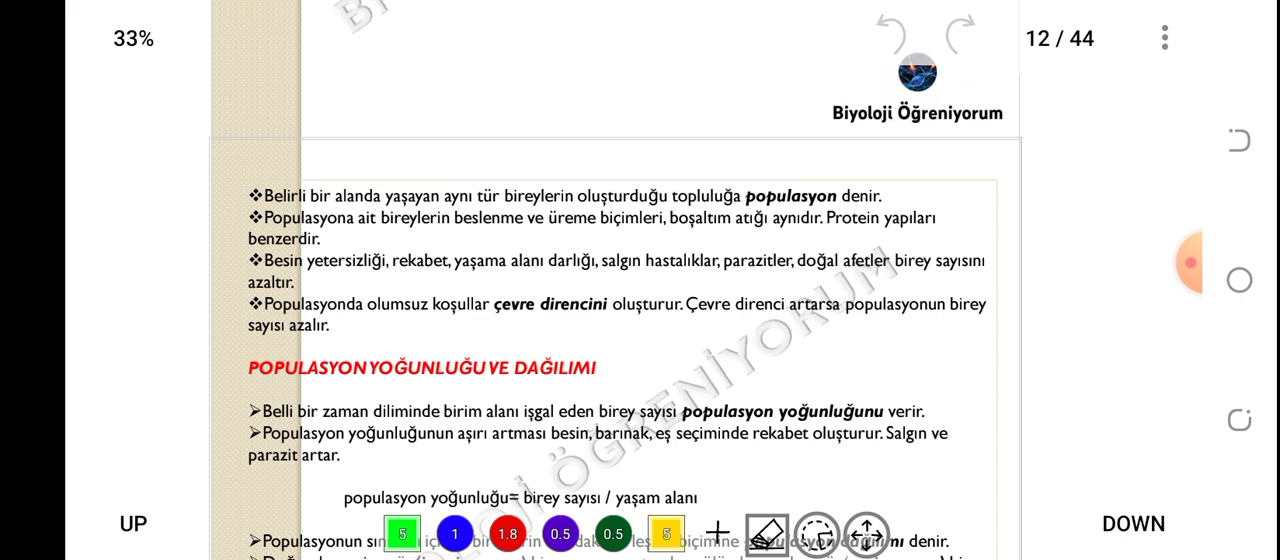 33%
12 / 44
Biyoloji Öğreniyorum
❖Belirli bir alanda yaşayan aynı tür bireylerin oluşturduğu topluluğa populasyon denir.
❖Populasyona ait bireylerin beslenme ve üreme biçimleri, boşaltım atığı aynıdır. Protein yapıları
benzerdir.
❖Besin yetersizliği, rekabet, yaşama alanı darlığı, salgın hastalıklar, parazitler, doğal afetler birey sayısını
azaltır.
❖Populasyonda olumsuz koşullar çevre direncini oluşturur. Çevre direnci artarsa populasyonun birey
sayısı azalır.
POPULASYON YOĞUNLUĞU VE DAĞILIMI
➢Belli bir zaman diliminde birim alanı işgal eden birey sayısı populasyon yoğunluğunu verir.
➢Populasyon yoğunluğunun aşırı artması besin, barınak, eş seçiminde rekabet oluşturur. Salgın ve
parazit artar.
populasyon yoğunluğu= birey sayısı / yaşam alanı
UP
5 1 1.8 0.5 0.5 5
DOWN
➢Populasyonun biçimine denir.
ÖĞRENİYORUM